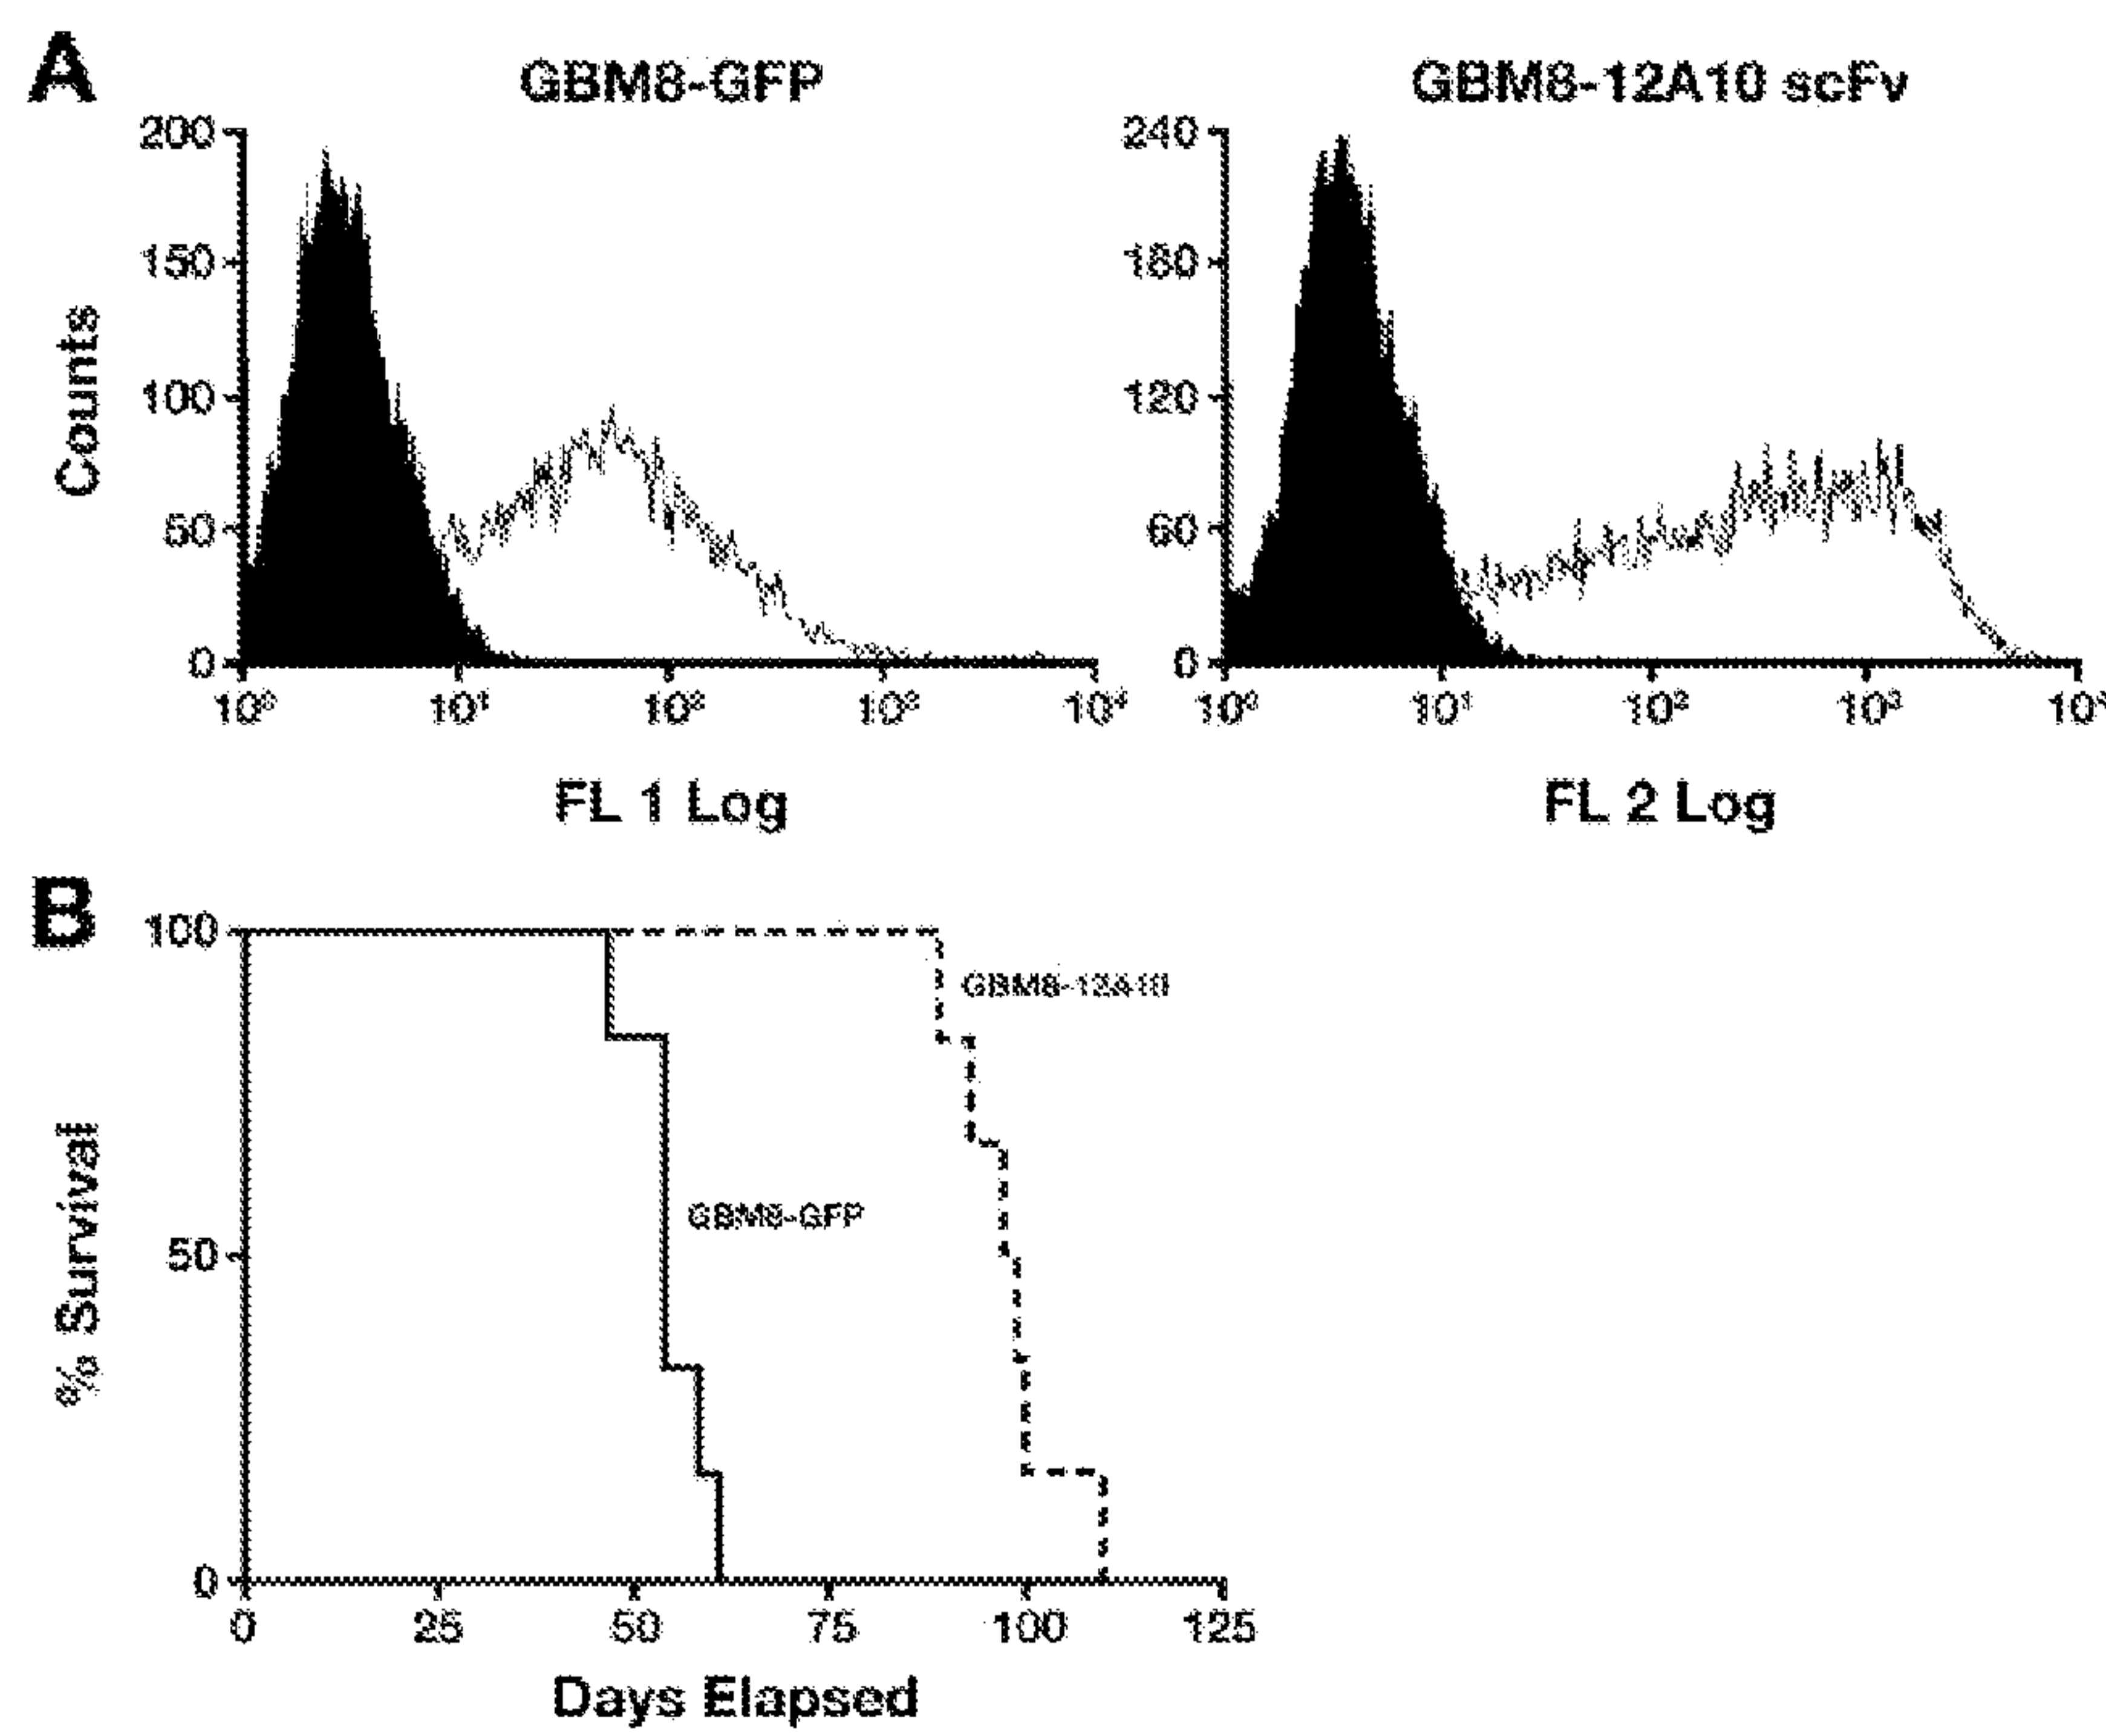 A
GBM8-GFP
GBM8-12A10 scFv
Counts
200
150
100
50
0
10⁰ 10¹ 10² 10³ 10⁴
FL 1 Log
240
180
120
60
0
10⁰ 10¹ 10² 10³ 10⁴
FL 2 Log
B
% Survival
100
50
0
GBM8-12A10
GBM8-GFP
0 25 50 75 100 125
Days Elapsed